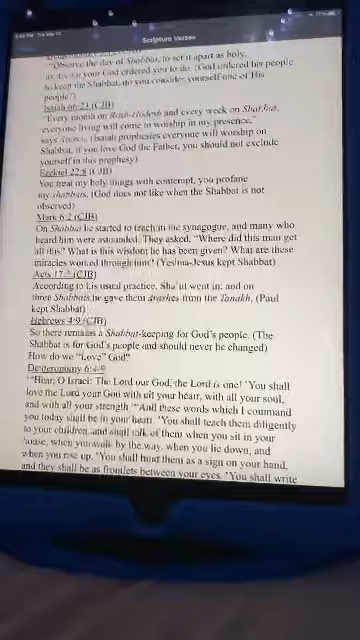 Scripture Verses
"Observe the day of Shabbat, to set it apart as holy,
as Adonai your God ordered you to do. (God ordered his people
to keep the Shabbat, do you consider yourself one of His
people?)
Isaiah 66:23 (CJB)
"Every month on Rosh-Hodesh and every week on Shabbat,
everyone living will come to worship in my presence,"
says Adonai. (Isaiah prophesies everyone will worship on
Shabbat, if you love God the Father, you should not exclude
yourself in this prophesy)
Ezekiel 22:8 (CJB)
You treat my holy things with contempt, you profane
my shabbats. (God does not like when the Shabbat is not
observed)
Mark 6:2 (CJB)
On Shabbat he started to teach in the synagogue, and many who
heard him were astounded. They asked, "Where did this man get
all this? What is this wisdom he has been given? What are these
miracles worked through him? (Yeshua-Jesus kept Shabbat)
Acts 17:2 (CJB)
According to his usual practice, Sha'ul went in; and on
three Shabbats he gave them drashes from the Tanakh, (Paul
kept Shabbat)
Hebrews 4:9 (CJB)
So there remains a Shabbat-keeping for God's people. (The
Shabbat is for God's people and should never be changed)
How do we "Love" God?
Deuteronomy 6:4-9
"Hear, O Israel: The Lord our God, the Lord is one! You shall
love the Lord your God with all your heart, with all your soul,
and with all your strength. "And these words which I command
you today shall be in your heart. You shall teach them diligently
to your children, and shall talk of them when you sit in your
house, when you walk by the way, when you lie down, and
when you rise up. You shall bind them as a sign on your hand,
and they shall be as frontlets between your eyes. You shall write